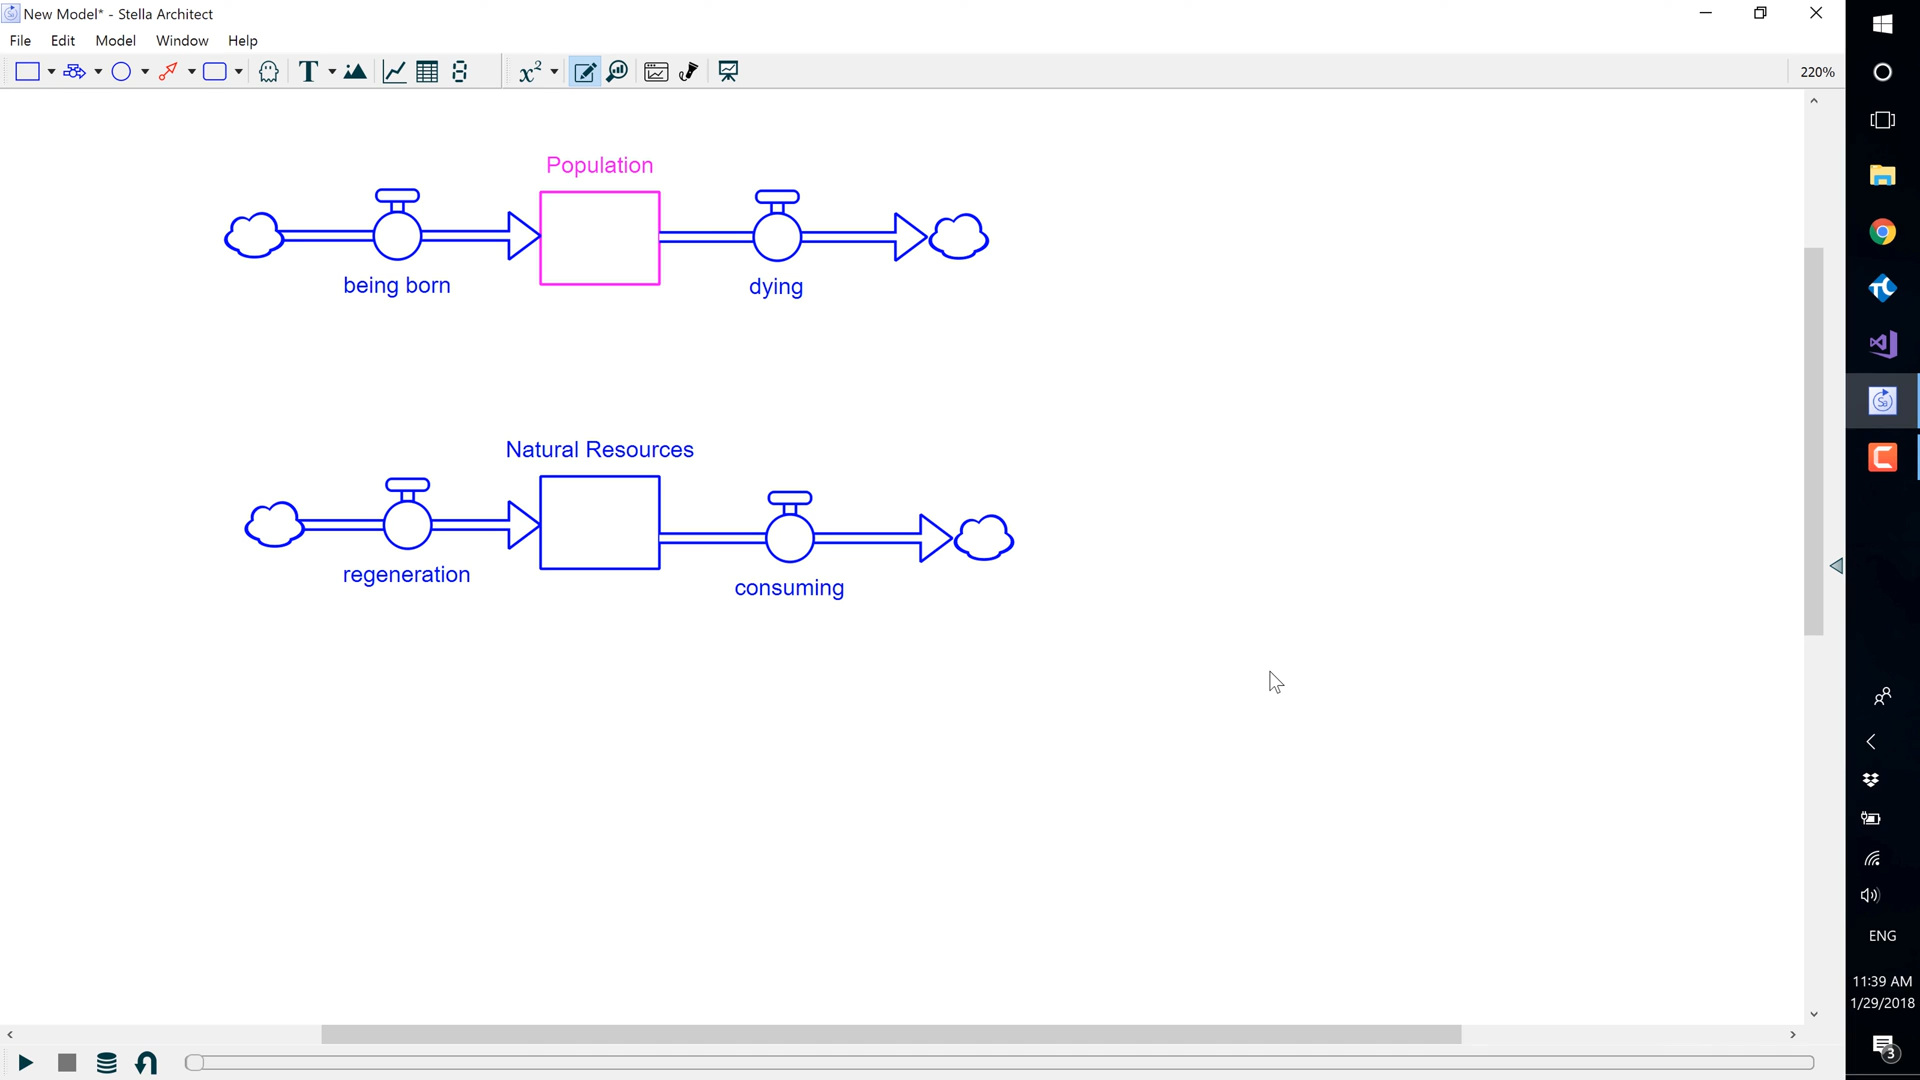 New Model* - Stella Architect
File Edit Model Window Help
T x² 220%
Population
being born
dying
Natural Resources
regeneration
consuming
ENG
11:39 AM
1/29/2018
3